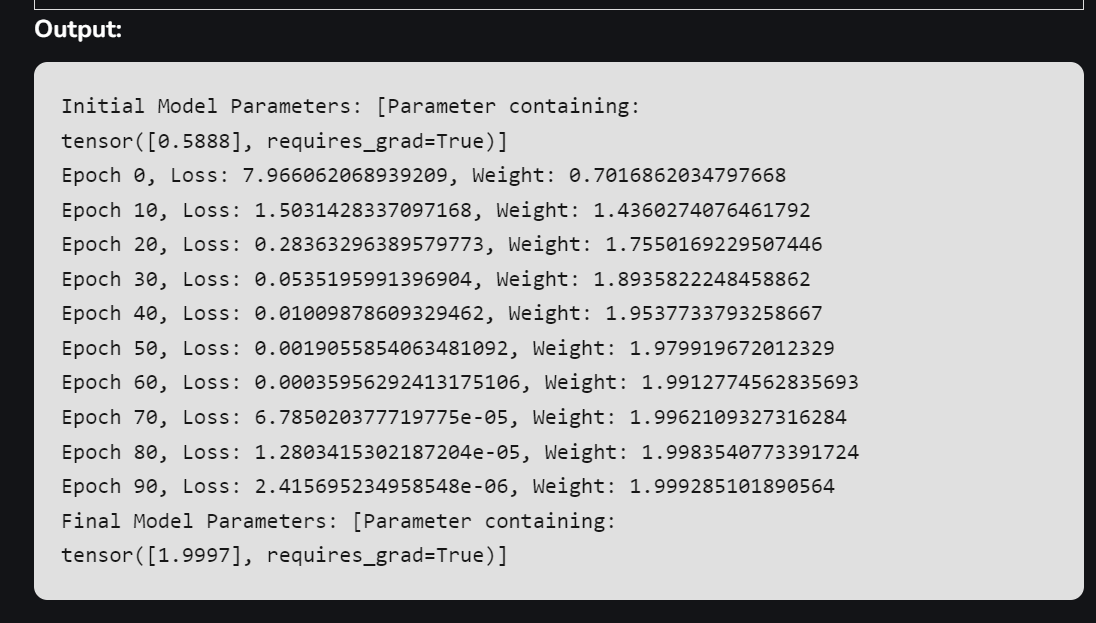 Output:
Initial Model Parameters: [Parameter containing:
tensor([0.5888], requires_grad=True)]
Epoch 0, Loss: 7.966062068939209, Weight: 0.7016862034797668
Epoch 10, Loss: 1.5031428337097168, Weight: 1.4360274076461792
Epoch 20, Loss: 0.28363296389579773, Weight: 1.7550169229507446
Epoch 30, Loss: 0.0535195991396904, Weight: 1.8935822248458862
Epoch 40, Loss: 0.01009878609329462, Weight: 1.9537733793258667
Epoch 50, Loss: 0.0019055854063481092, Weight: 1.979919672012329
Epoch 60, Loss: 0.00035956292413175106, Weight: 1.9912774562835693
Epoch 70, Loss: 6.785020377719775e-05, Weight: 1.9962109327316284
Epoch 80, Loss: 1.2803415302187204e-05, Weight: 1.9983540773391724
Epoch 90, Loss: 2.415695234958548e-06, Weight: 1.999285101890564
Final Model Parameters: [Parameter containing:
tensor([1.9997], requires_grad=True)]